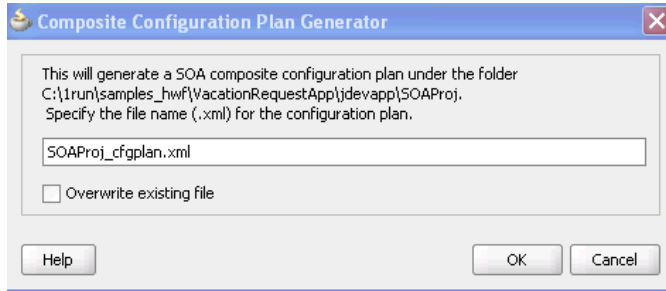 Composite Configuration Plan Generator
This will generate a SOA composite configuration plan under the folder
C:\1run\samples_hwf\VacationRequestApp\jdevapp\SOAProj.
Specify the file name (.xml) for the configuration plan.
SOAProj_cfgplan.xml
Overwrite existing file
Help OK Cancel